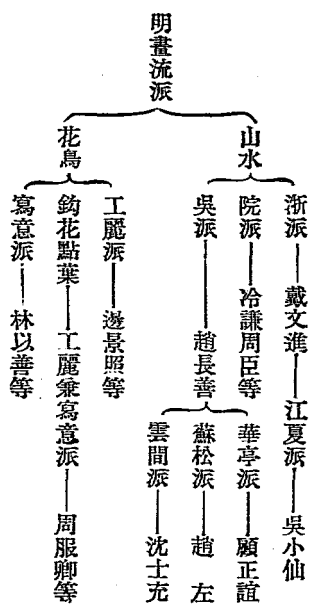 明畫流派
山水
浙派——戴文進——江夏派——吳小仙
院派——冷謙周臣等
吳派——趙長善
華亭派——顧正誼
蘇松派——趙左
雲間派——沈士充
花鳥
工麗派——邊景照等
鈎花點葉——工麗兼寫意派——周服卿等
寫意派——林以善等